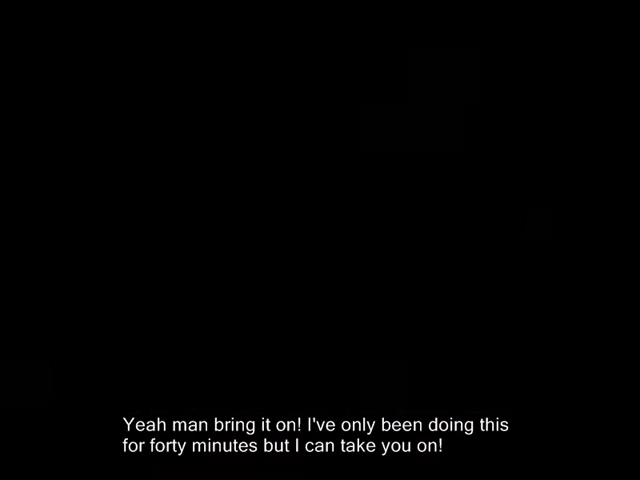 Yeah man bring it on! I've only been doing this
for forty minutes but I can take you on!